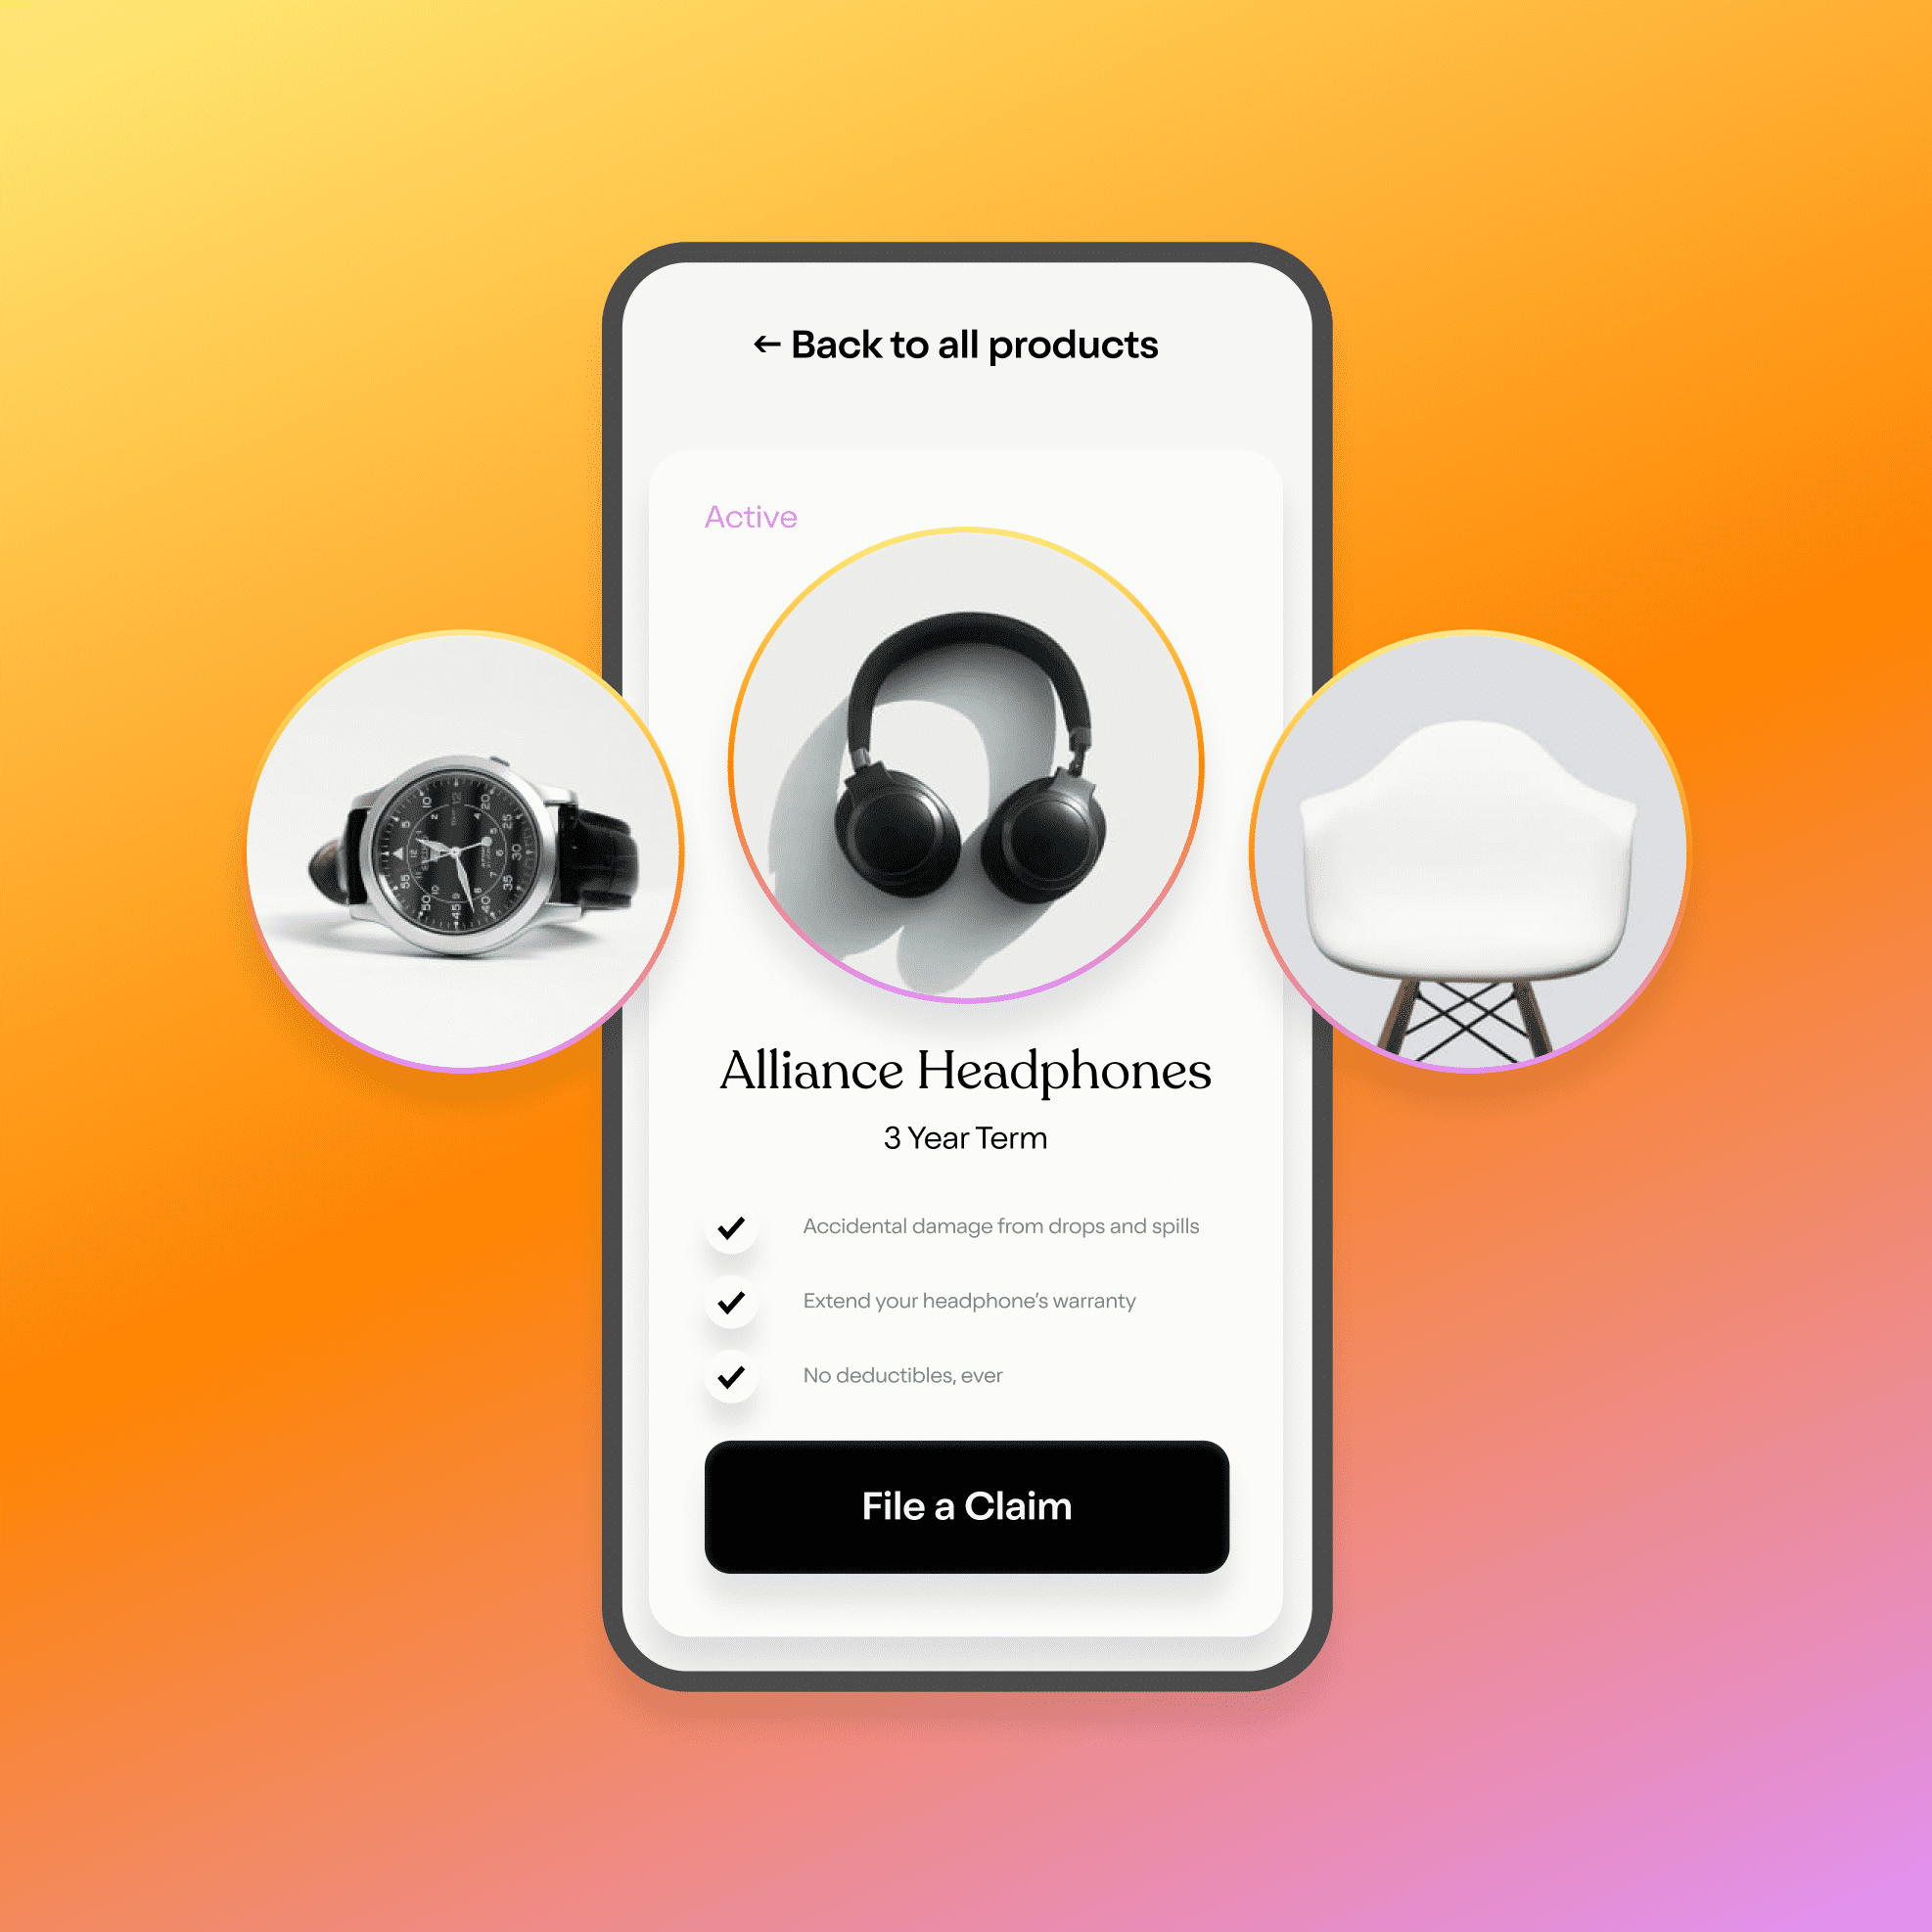 ← Back to all products
Active
Alliance Headphones
3 Year Term
Accidental damage from drops and spills
Extend your headphone's warranty
No deductibles, ever
File a Claim